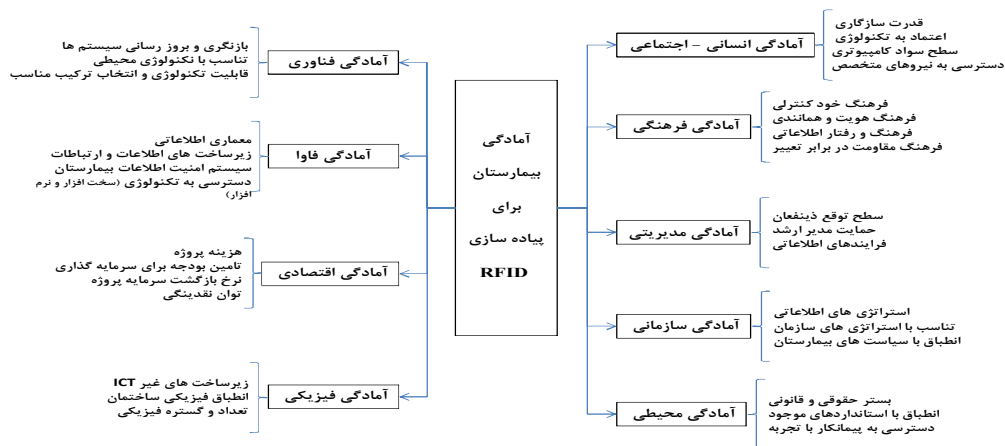 آمادگی
بیمارستان
برای
پیاده سازی
RFID
آمادگی انسانی – اجتماعی
قدرت سازگاری
اعتماد به تکنولوژی
سطح سواد کامپیوتری
دسترسی به نیروهای متخصص
آمادگی فرهنگی
فرهنگ خود کنترلی
فرهنگ هویت و همانندی
فرهنگ و رفتار اطلاعاتی
فرهنگ مقاومت در برابر تعییر
آمادگی مدیریتی
سطح توقع ذینفعان
حمایت مدیر ارشد
فرایندهای اطلاعاتی
آمادگی سازمانی
استراتژی های اطلاعاتی
تناسب با استراتژی های سازمان
انطباق با سیاست های بیمارستان
آمادگی محیطی
بستر حقوقی و قانونی
انطباق با استانداردهای موجود
دسترسی به پیمانکار با تجربه
آمادگی فناوری
بازنگری و بروز رسانی سیستم ها
تناسب با تکنولوژی محیطی
قابلیت تکنولوژی و انتخاب ترکیب مناسب
آمادگی فاوا
معماری اطلاعاتی
زیرساخت های اطلاعات و ارتباطات
سیستم امنیت اطلاعات بیمارستان
دسترسی به تکنولوژی (سخت افزار و نرم
افزار)
آمادگی اقتصادی
هزینه پروژه
تامین بودجه برای سرمایه گذاری
نرخ بازگشت سرمایه پروژه
توان نقدینگی
آمادگی فیزیکی
زیرساخت های غیر ICT
انطباق فیزیکی ساختمان
تعداد و گستره فیزیکی